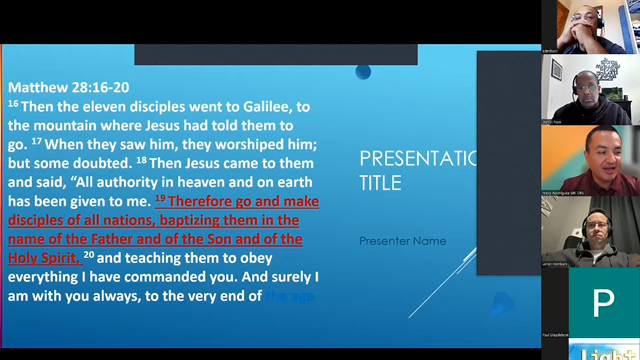 Matthew 28:16-20
16 Then the eleven disciples went to Galilee, to
the mountain where Jesus had told them to
go. 17 When they saw him, they worshiped him;
but some doubted. 18 Then Jesus came to them
and said, “All authority in heaven and on earth
has been given to me. 19 Therefore go and make
disciples of all nations, baptizing them in the
name of the Father and of the Son and of the
Holy Spirit, 20 and teaching them to obey
everything I have commanded you. And surely I
am with you always, to the very end of the age
PRESENTATIO
TITLE
Presenter Name
P
Light